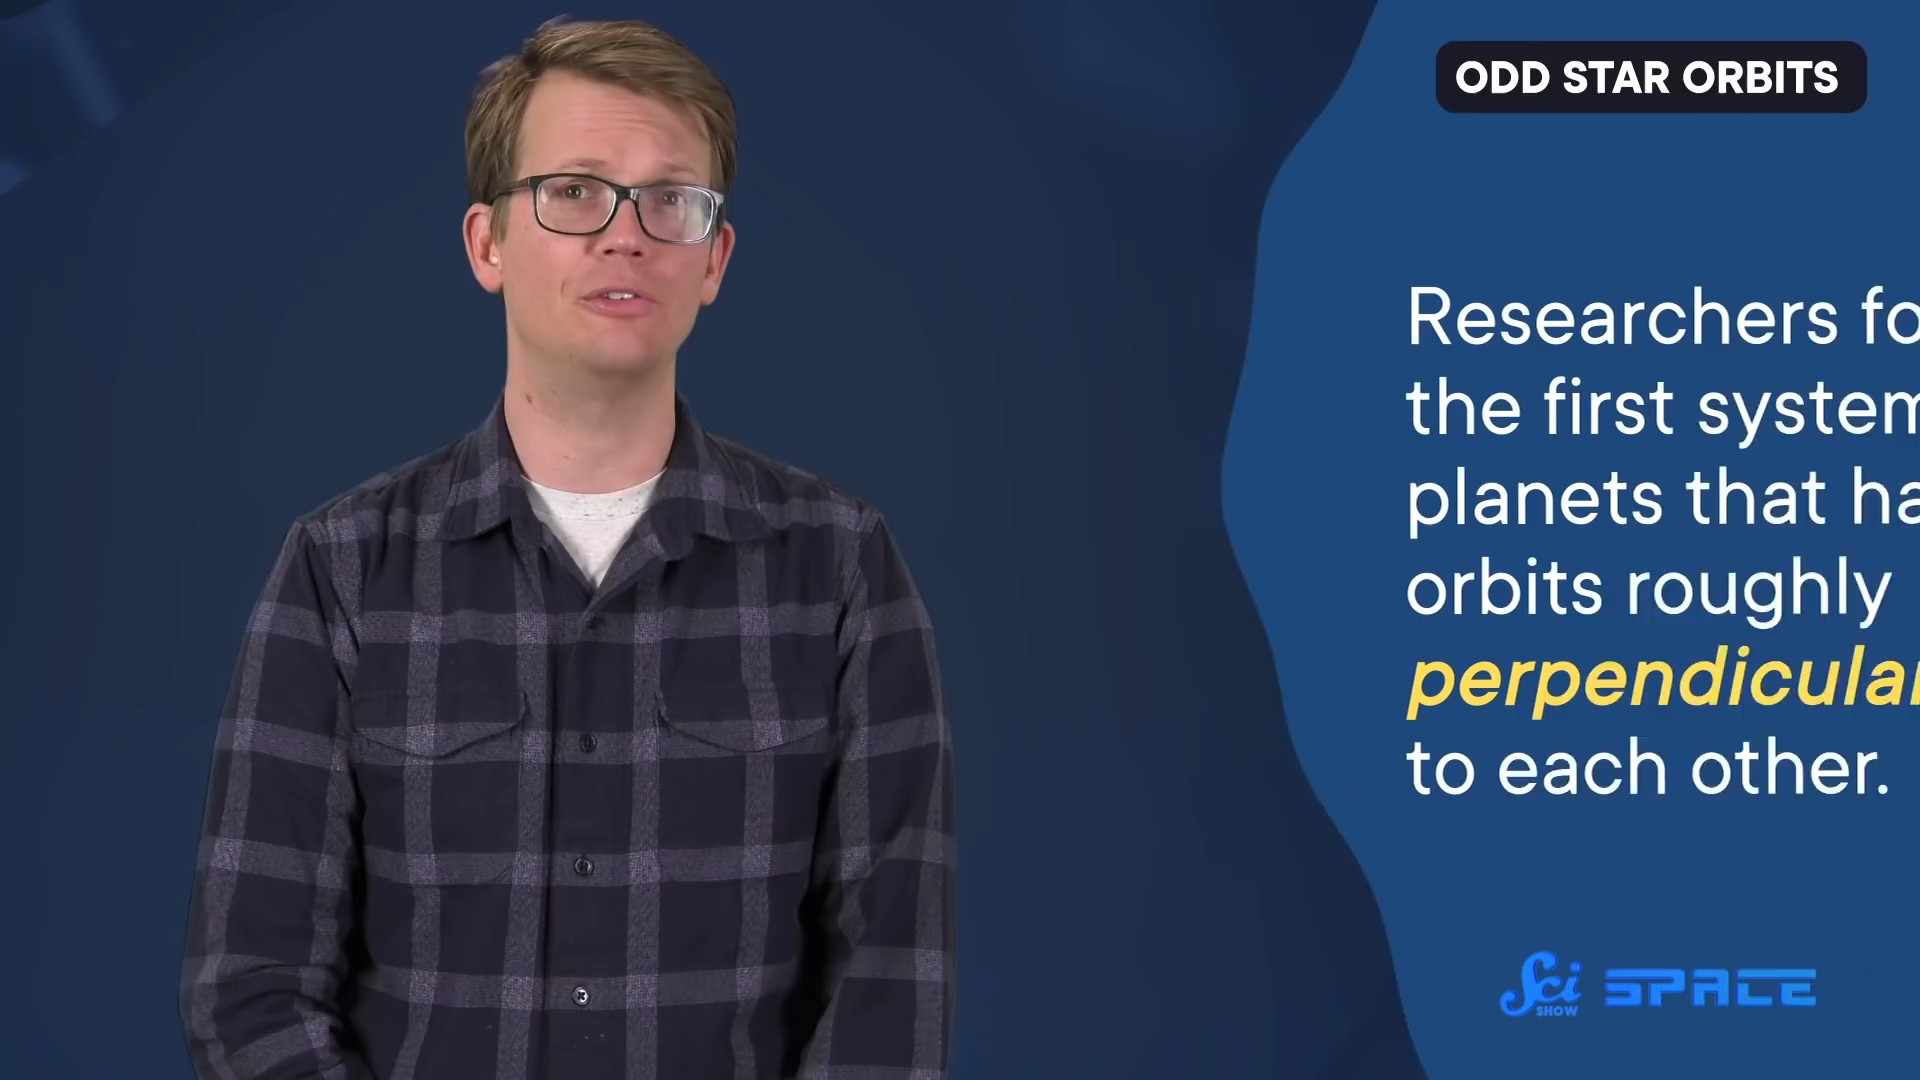 ODD STAR ORBITS
Researchers fo
the first system
planets that ha
orbits roughly
perpendicular
to each other.
Sci SHOW SPACE